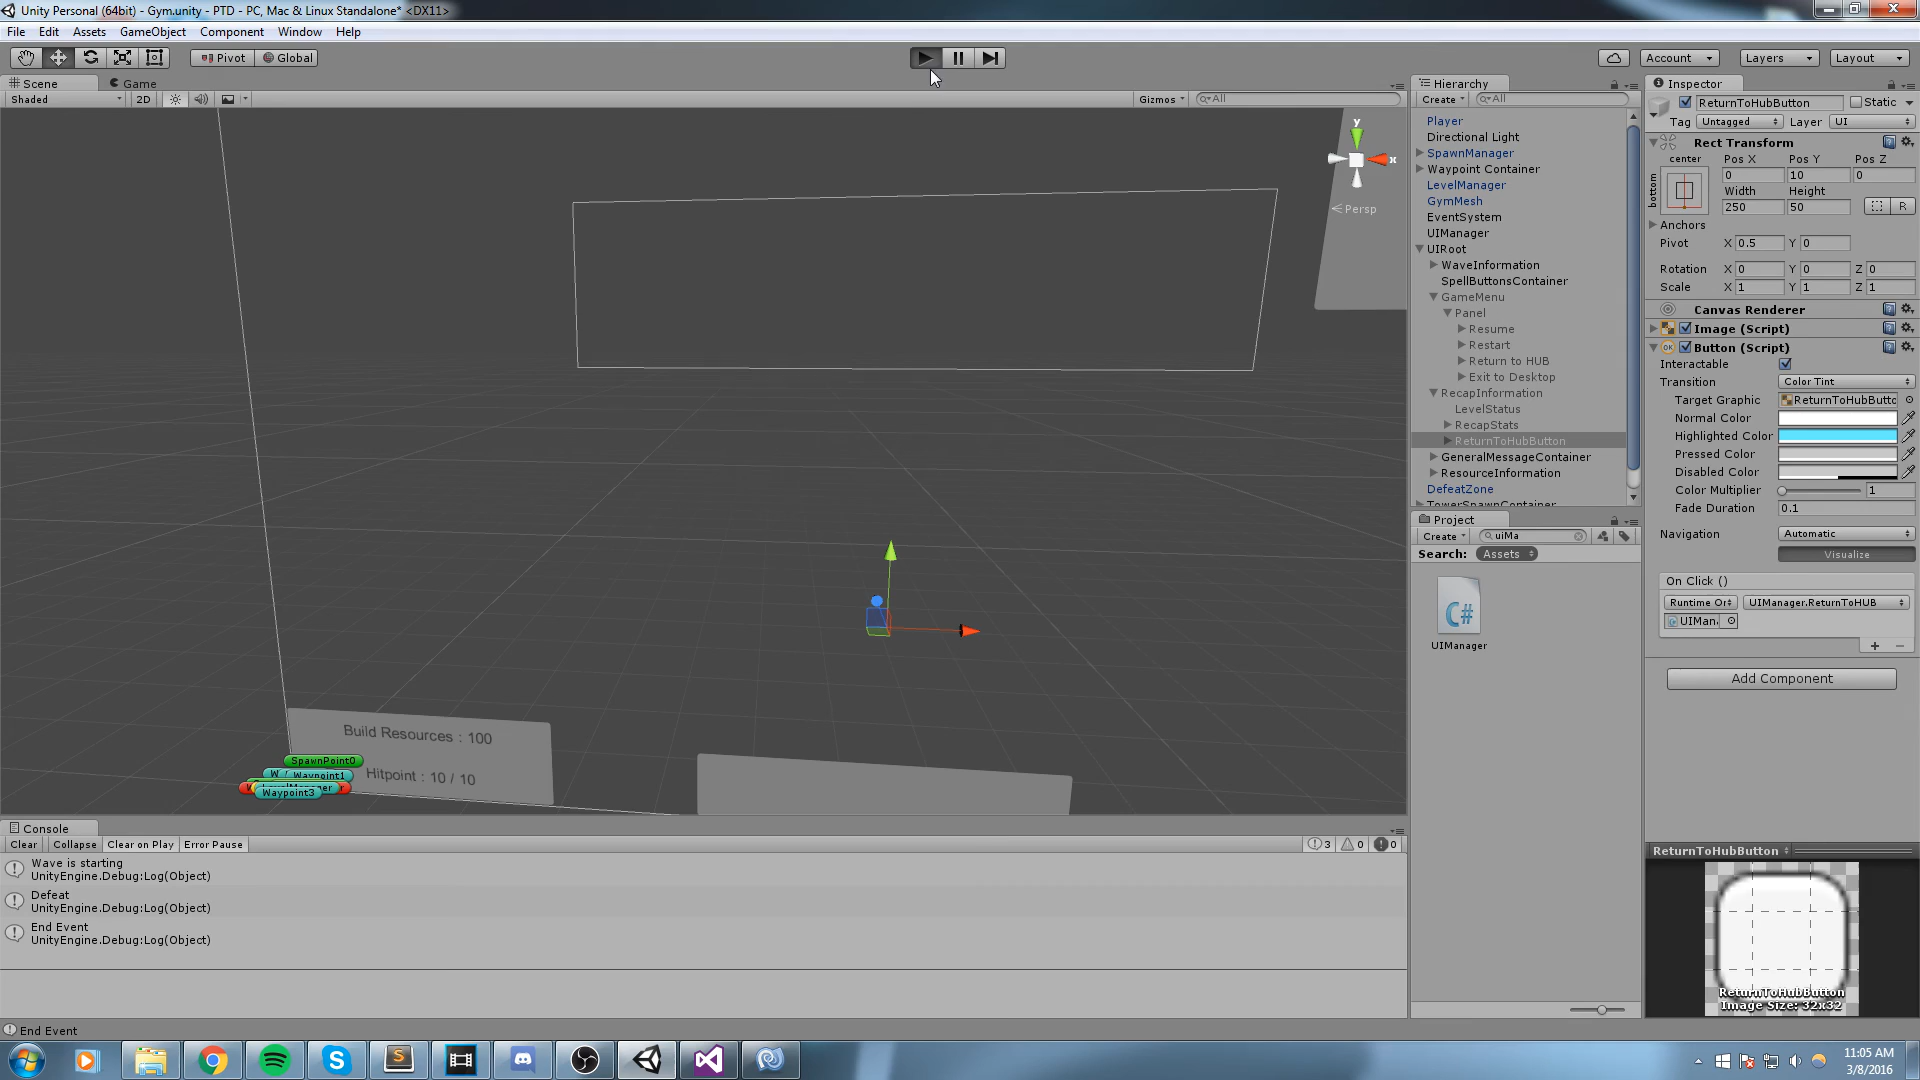 Unity Personal (64bit) - Gym.unity - PTD - PC, Mac & Linux Standalone* <DX11>
File Edit Assets GameObject Component Window Help
Pivot Global
Account Layers Layout
Scene Game
Shaded 2D Gizmos All
y
x
Persp
Build Resources : 100
Hitpoint : 10 / 10
SpawnPoint0
Waypoint1
Waypoint3
Hierarchy
Create All
Player
Directional Light
SpawnManager
Waypoint Container
LevelManager
GymMesh
EventSystem
UIManager
UIRoot
WaveInformation
SpellButtonsContainer
GameMenu
Panel
Resume
Restart
Return to HUB
Exit to Desktop
RecapInformation
LevelStatus
RecapStats
ReturnToHubButton
GeneralMessageContainer
ResourceInformation
DefeatZone
TowerSpawnContainer
Project
Create uiMa
Search: Assets
C#
UIManager
Inspector
ReturnToHubButton Static
Tag Untagged Layer UI
Rect Transform
center Pos X Pos Y Pos Z
0 10 0
bottom Width Height
250 50 R
Anchors
Pivot X 0.5 Y 0
Rotation X 0 Y 0 Z 0
Scale X 1 Y 1 Z 1
Canvas Renderer
Image (Script)
OK Button (Script)
Interactable
Transition Color Tint
Target Graphic ReturnToHubButto
Normal Color
Highlighted Color
Pressed Color
Disabled Color
Color Multiplier 1
Fade Duration 0.1
Navigation Automatic
Visualize
On Click ()
Runtime On UIManager.ReturnToHUB
UIMan
Add Component
ReturnToHubButton
ReturnToHubButton
Image Size: 32x32
Console
Clear Collapse Clear on Play Error Pause 3 0 0
Wave is starting
UnityEngine.Debug:Log(Object)
Defeat
UnityEngine.Debug:Log(Object)
End Event
UnityEngine.Debug:Log(Object)
End Event
11:05 AM
3/8/2016